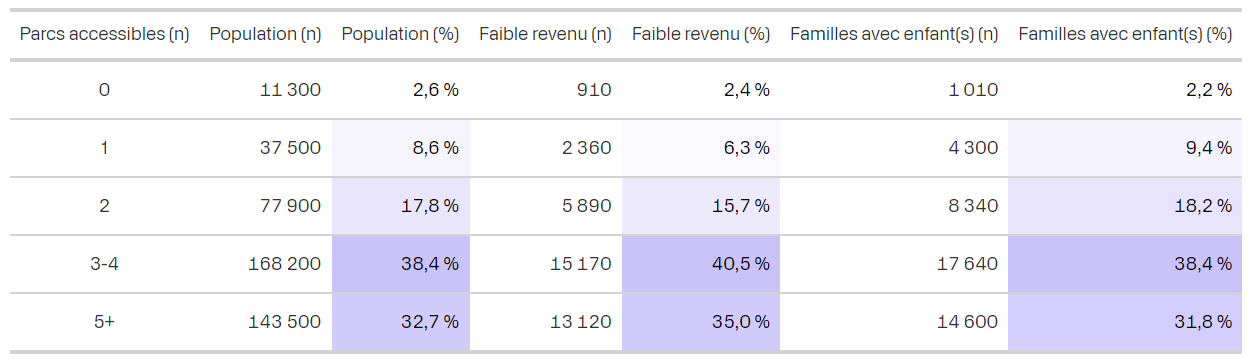 Parcs accessibles (n) Population (n) Population (%) Faible revenu (n) Faible revenu (%) Familles avec enfant(s) (n) Familles avec enfant(s) (%)
0 11 300 2,6 % 910 2,4 % 1 010 2,2 %
1 37 500 8,6 % 2 360 6,3 % 4 300 9,4 %
2 77 900 17,8 % 5 890 15,7 % 8 340 18,2 %
3-4 168 200 38,4 % 15 170 40,5 % 17 640 38,4 %
5+ 143 500 32,7 % 13 120 35,0 % 14 600 31,8 %